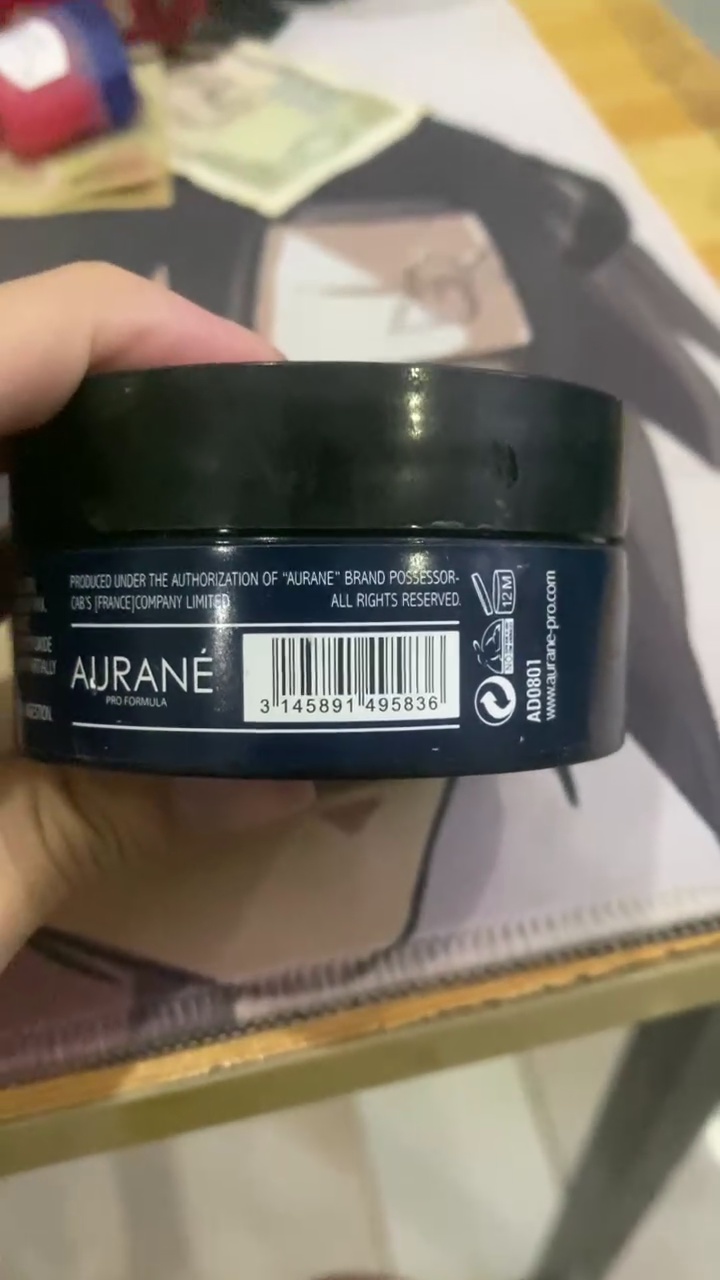 PRODUCED UNDER THE AUTHORIZATION OF "AURANE" BRAND POSSESSOR-
CAB'S [FRANCE]COMPANY LIMITED ALL RIGHTS RESERVED.
AURANÉ
PRO FORMULA
3 145891 495836
12 M
AD0801
www.aurane-pro.com